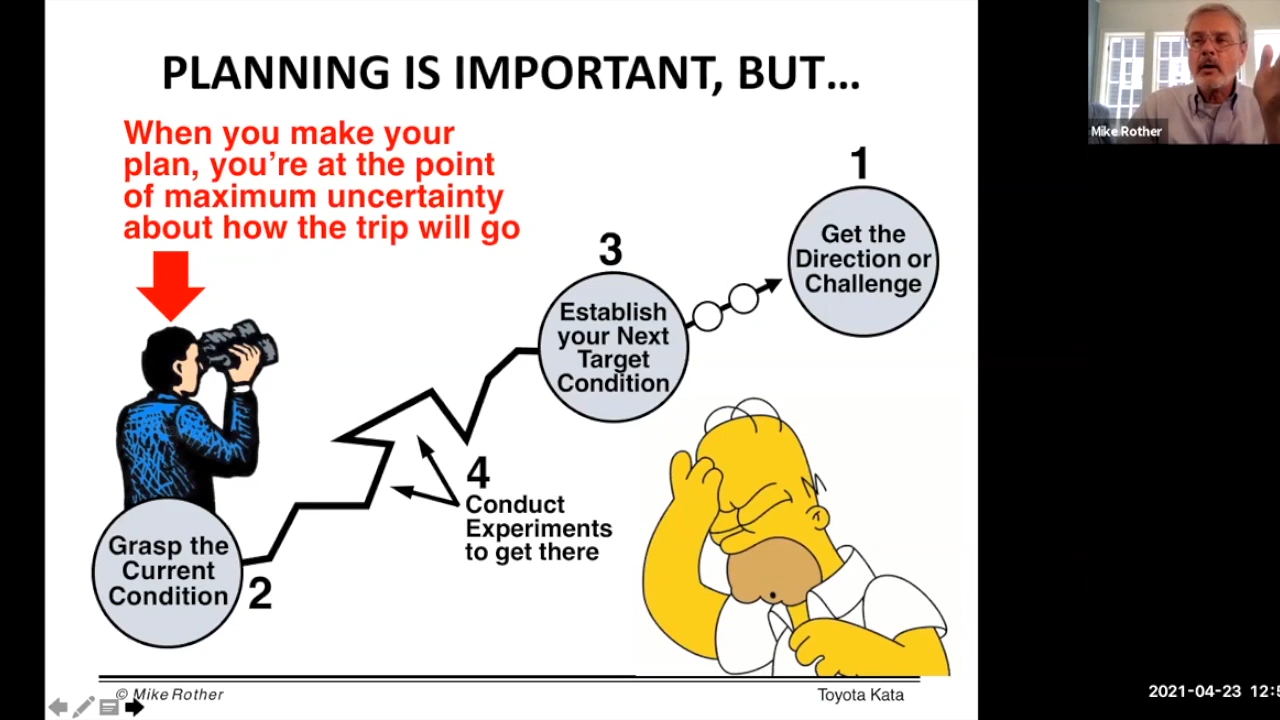 PLANNING IS IMPORTANT, BUT...
When you make your
plan, you're at the point
of maximum uncertainty
about how the trip will go
1
Get the
Direction or
Challenge
3
Establish
your Next
Target
Condition
4
Conduct
Experiments
to get there
Grasp the
Current
Condition
2
© Mike Rother
Toyota Kata
Mike Rother
2021-04-23 12:5